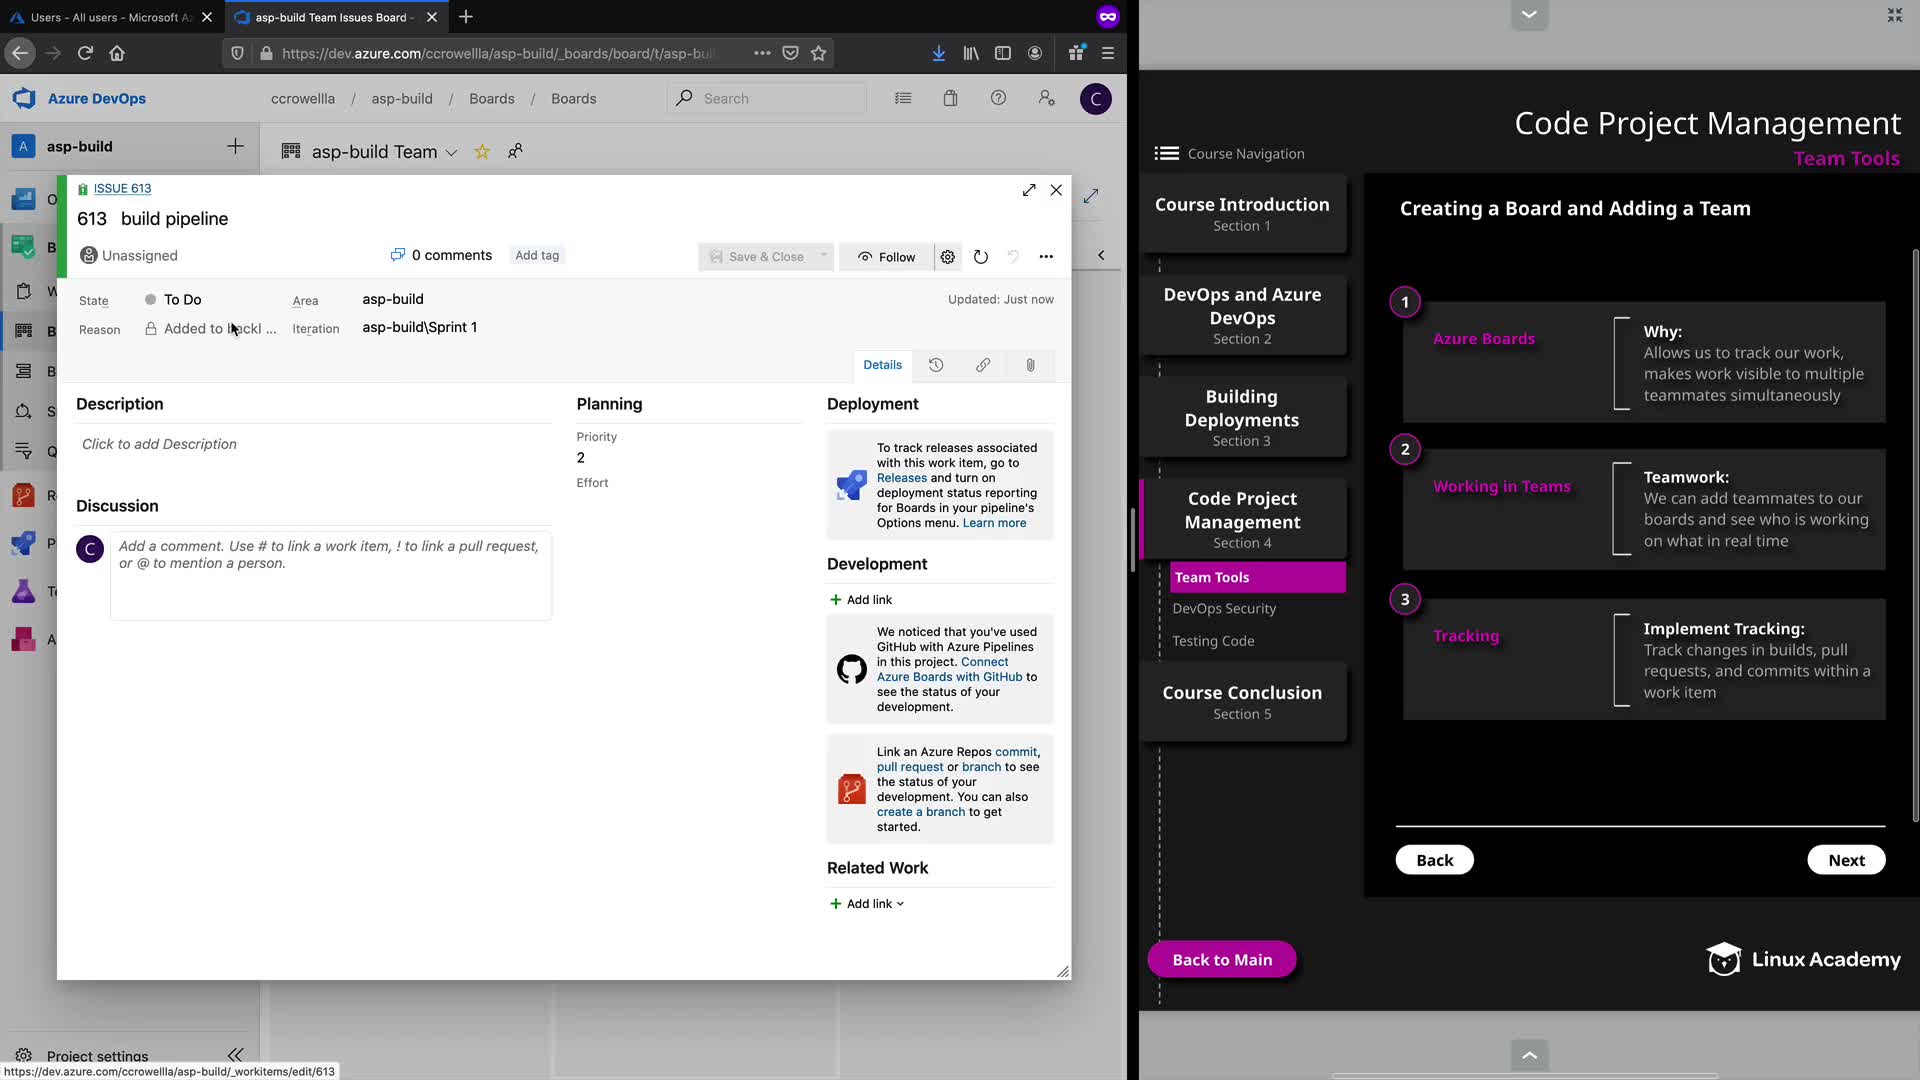 Users - All users - Microsoft A
asp-build Team Issues Board -
https://dev.azure.com/ccrowellla/asp-build/_boards/board/t/asp-buil
Azure DevOps
ccrowellla / asp-build / Boards / Boards
Search
C
A
asp-build
asp-build Team
O
B
W
B
B
S
Q
R
P
T
A
ISSUE 613
613 build pipeline
Unassigned
0 comments
Add tag
Save & Close
Follow
State
To Do
Area
asp-build
Updated: Just now
Reason
Added to backl ...
Iteration
asp-build\Sprint 1
Details
Description
Click to add Description
Discussion
C
Add a comment. Use # to link a work item, ! to link a pull request,
or @ to mention a person.
Planning
Priority
2
Effort
Deployment
To track releases associated
with this work item, go to
Releases and turn on
deployment status reporting
for Boards in your pipeline's
Options menu. Learn more
Development
Add link
We noticed that you've used
GitHub with Azure Pipelines
in this project. Connect
Azure Boards with GitHub to
see the status of your
development.
Link an Azure Repos commit,
pull request or branch to see
the status of your
development. You can also
create a branch to get
started.
Related Work
Add link
Project settings
https://dev.azure.com/ccrowellla/asp-build/_workitems/edit/613
Code Project Management
Team Tools
Course Navigation
Course Introduction
Section 1
DevOps and Azure
DevOps
Section 2
Building
Deployments
Section 3
Code Project
Management
Section 4
Team Tools
DevOps Security
Testing Code
Course Conclusion
Section 5
Back to Main
Creating a Board and Adding a Team
1
Azure Boards
Why:
Allows us to track our work,
makes work visible to multiple
teammates simultaneously
2
Working in Teams
Teamwork:
We can add teammates to our
boards and see who is working
on what in real time
3
Tracking
Implement Tracking:
Track changes in builds, pull
requests, and commits within a
work item
Back
Next
Linux Academy